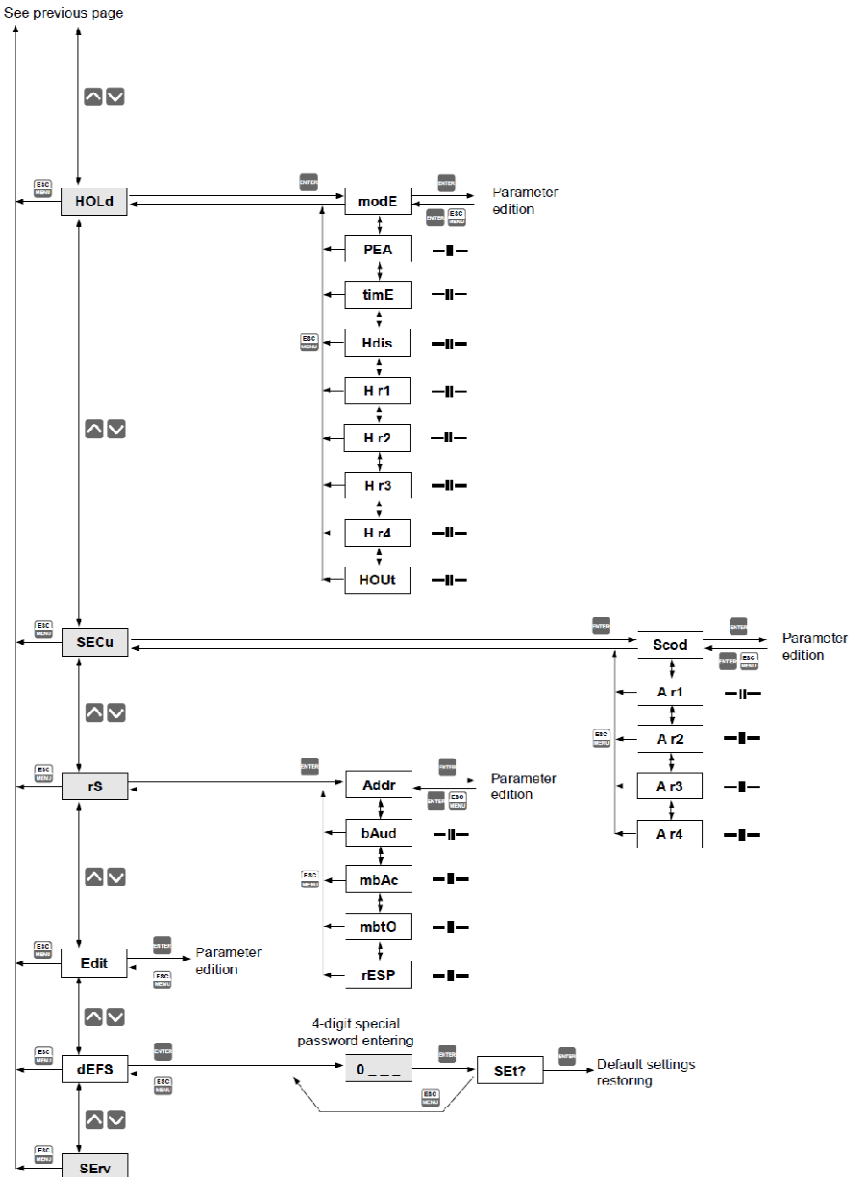 See previous page
ESC
MENU
HOLd
ENTER
modE
ENTER
ENTER
ESC
MENU
Parameter
edition
PEA
timE
ESC
MENU
Hdis
H r1
H r2
H r3
H r4
HOUt
ESC
MENU
SECu
ENTER
Scod
ENTER
ENTER
ESC
MENU
Parameter
edition
A r1
ESC
MENU
A r2
A r3
A r4
ESC
MENU
rS
ENTER
Addr
ENTER
ENTER
ESC
MENU
Parameter
edition
bAud
ESC
MENU
mbAc
mbtO
rESP
ESC
MENU
Edit
ENTER
ESC
MENU
Parameter
edition
4-digit special
password entering
ESC
MENU
dEFS
ENTER
ESC
MENU
0 _ _ _
ENTER
ESC
MENU
SEt?
ENTER
Default settings
restoring
ESC
MENU
SErv